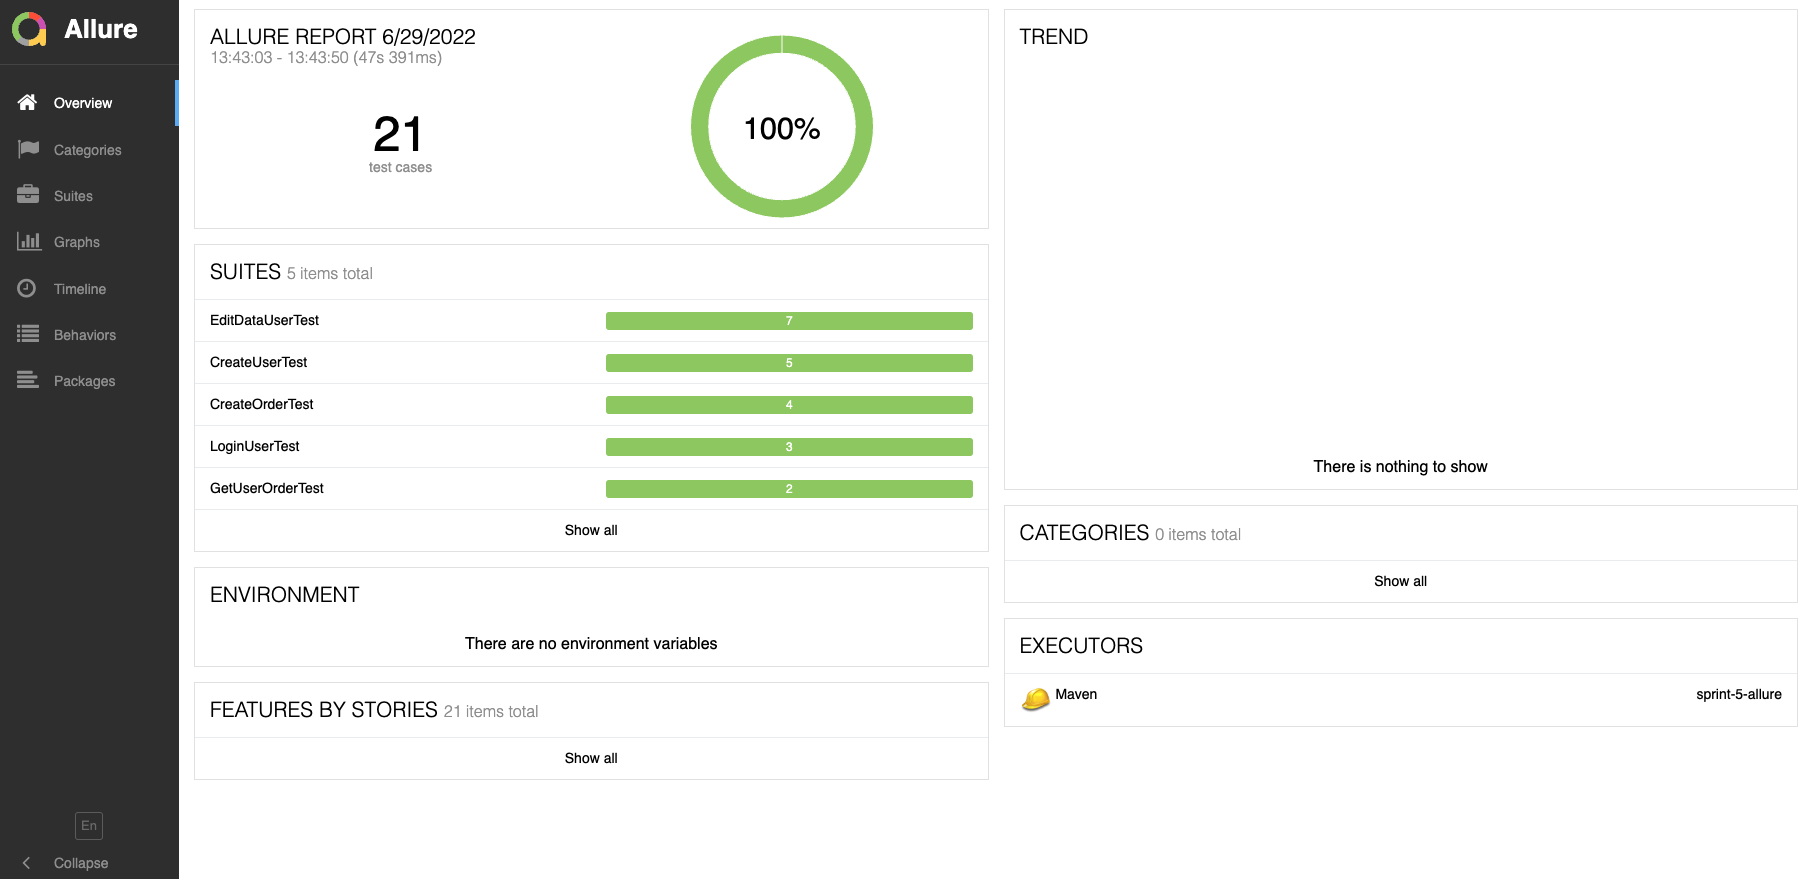 Allure
Overview
Categories
Suites
Graphs
Timeline
Behaviors
Packages
En
Collapse
ALLURE REPORT 6/29/2022
13:43:03 - 13:43:50 (47s 391ms)
21
test cases
100%
SUITES 5 items total
EditDataUserTest 7
CreateUserTest 5
CreateOrderTest 4
LoginUserTest 3
GetUserOrderTest 2
Show all
ENVIRONMENT
There are no environment variables
FEATURES BY STORIES 21 items total
Show all
TREND
There is nothing to show
CATEGORIES 0 items total
Show all
EXECUTORS
Maven sprint-5-allure